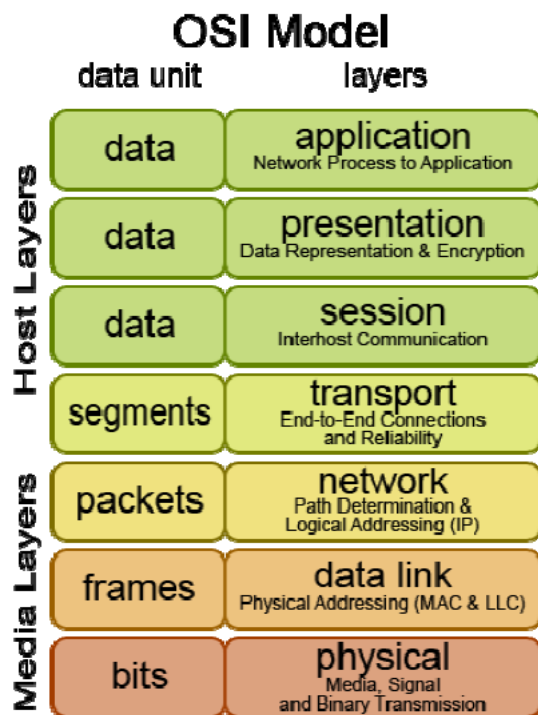 OSI Model
data unit layers
Host Layers
data application
Network Process to Application
data presentation
Data Representation & Encryption
data session
Interhost Communication
segments transport
End-to-End Connections
and Reliability
Media Layers
packets network
Path Determination &
Logical Addressing (IP)
frames data link
Physical Addressing (MAC & LLC)
bits physical
Media, Signal
and Binary Transmission